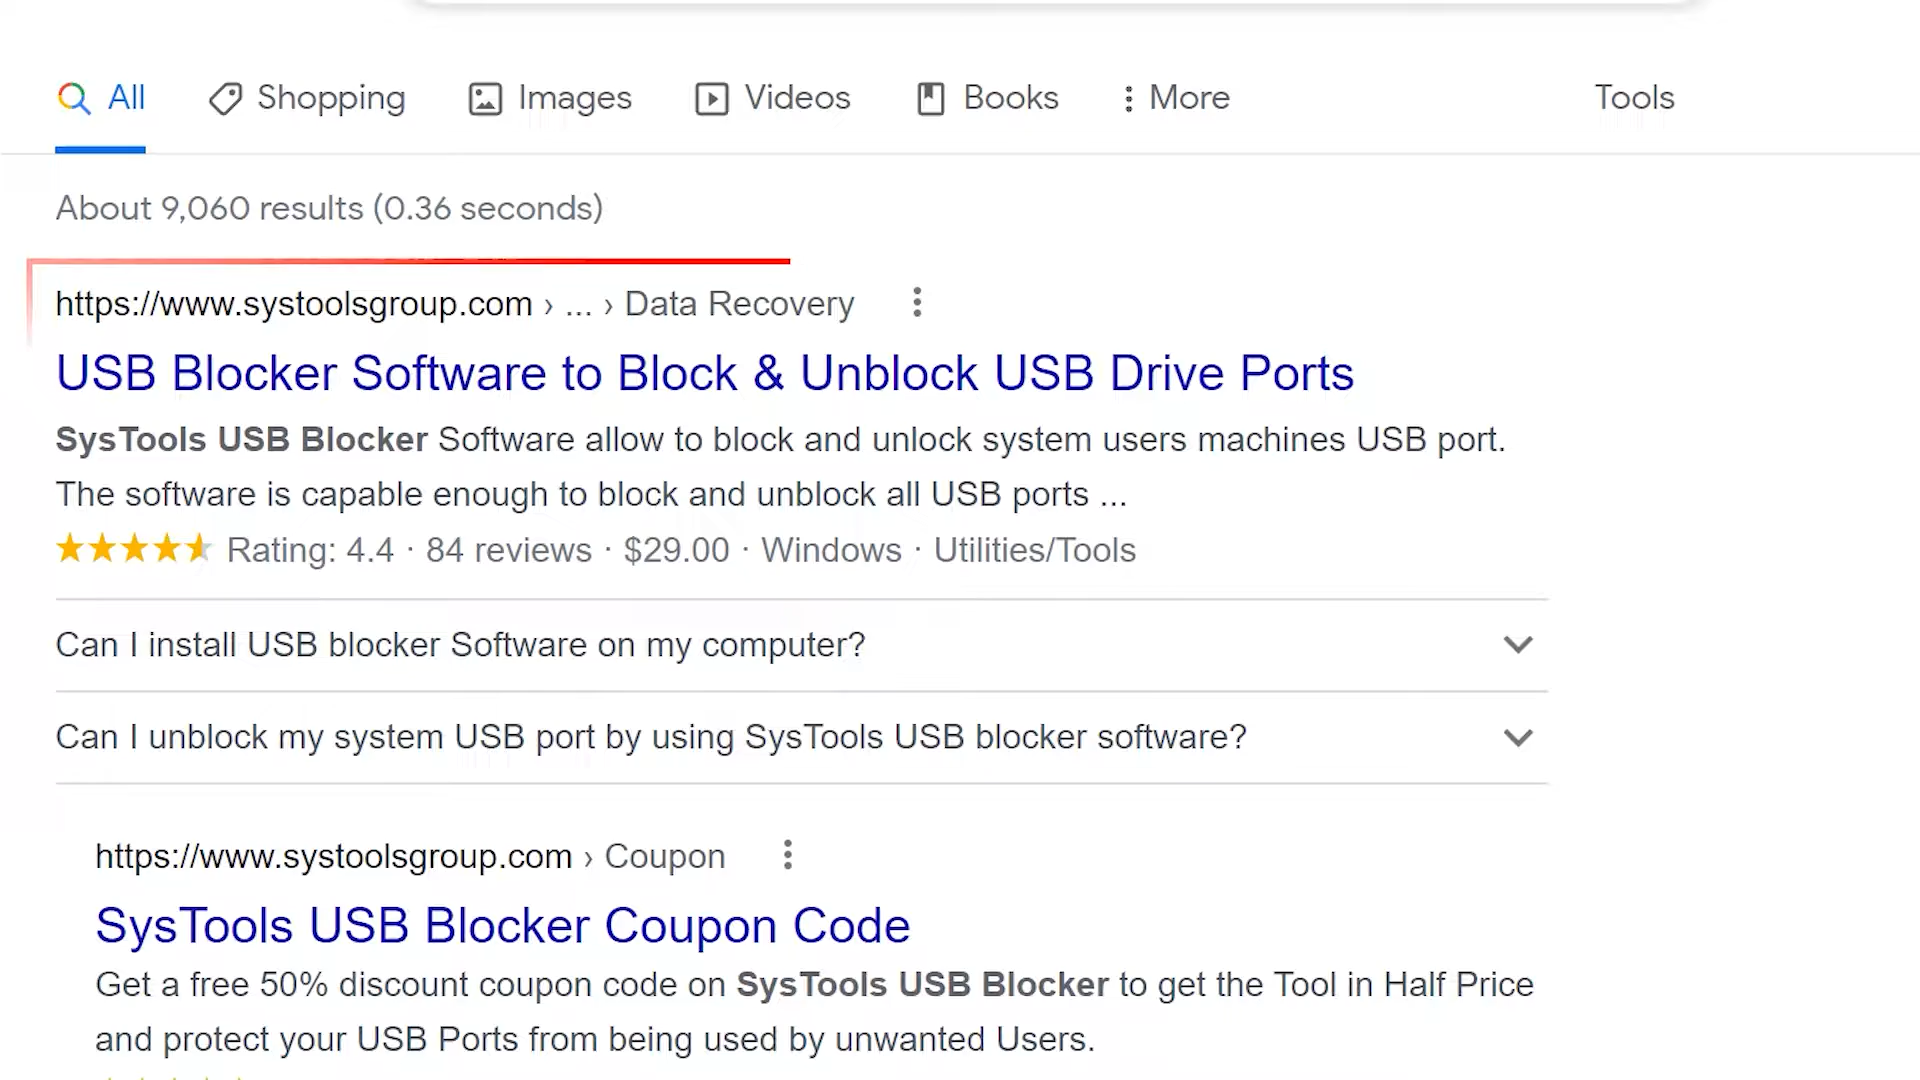 All Shopping Images Videos Books More Tools
About 9,060 results (0.36 seconds)
https://www.systoolsgroup.com › ... › Data Recovery
USB Blocker Software to Block & Unblock USB Drive Ports
SysTools USB Blocker Software allow to block and unlock system users machines USB port.
The software is capable enough to block and unblock all USB ports ...
Rating: 4.4 · 84 reviews · $29.00 · Windows · Utilities/Tools
Can I install USB blocker Software on my computer?
Can I unblock my system USB port by using SysTools USB blocker software?
https://www.systoolsgroup.com › Coupon
SysTools USB Blocker Coupon Code
Get a free 50% discount coupon code on SysTools USB Blocker to get the Tool in Half Price
and protect your USB Ports from being used by unwanted Users.